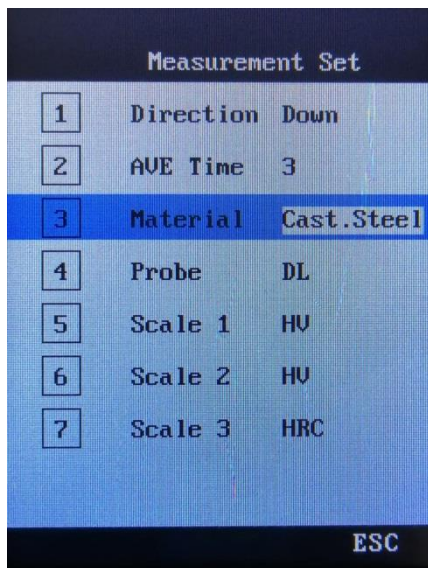 Measurement Set
1 Direction Down
2 AVE Time 3
3 Material Cast.Steel
4 Probe DL
5 Scale 1 HV
6 Scale 2 HV
7 Scale 3 HRC
ESC